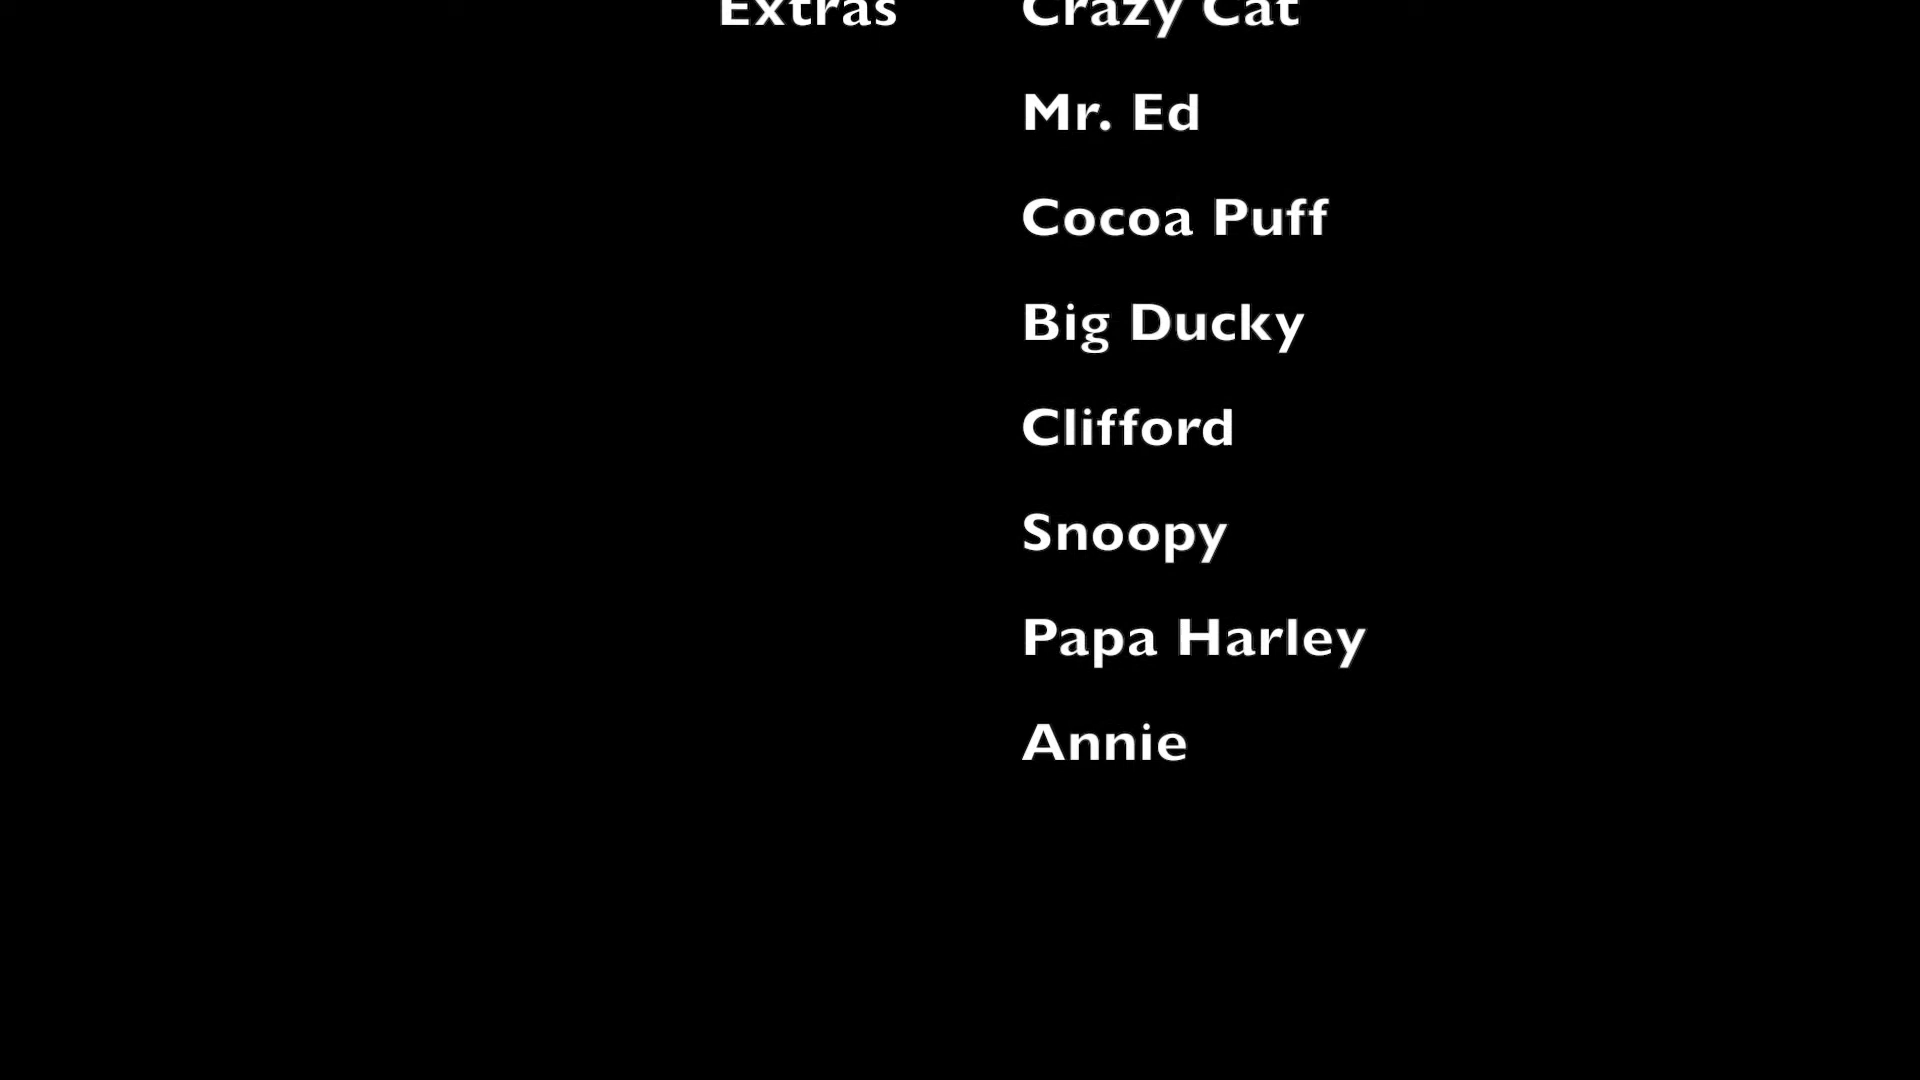 Extras Crazy Cat
Mr. Ed
Cocoa Puff
Big Ducky
Clifford
Snoopy
Papa Harley
Annie